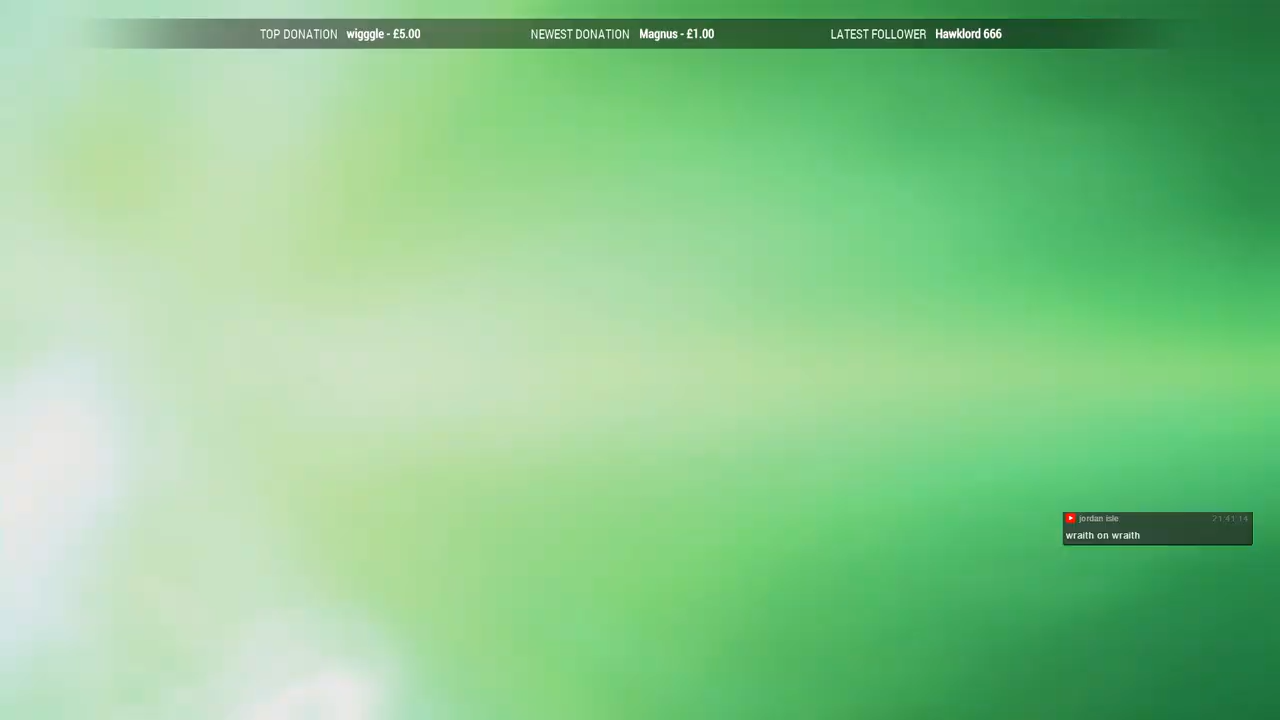 TOP DONATION wigggle - £5.00 NEWEST DONATION Magnus - £1.00 LATEST FOLLOWER Hawklord 666
jordan isle 21:41:14
wraith on wraith